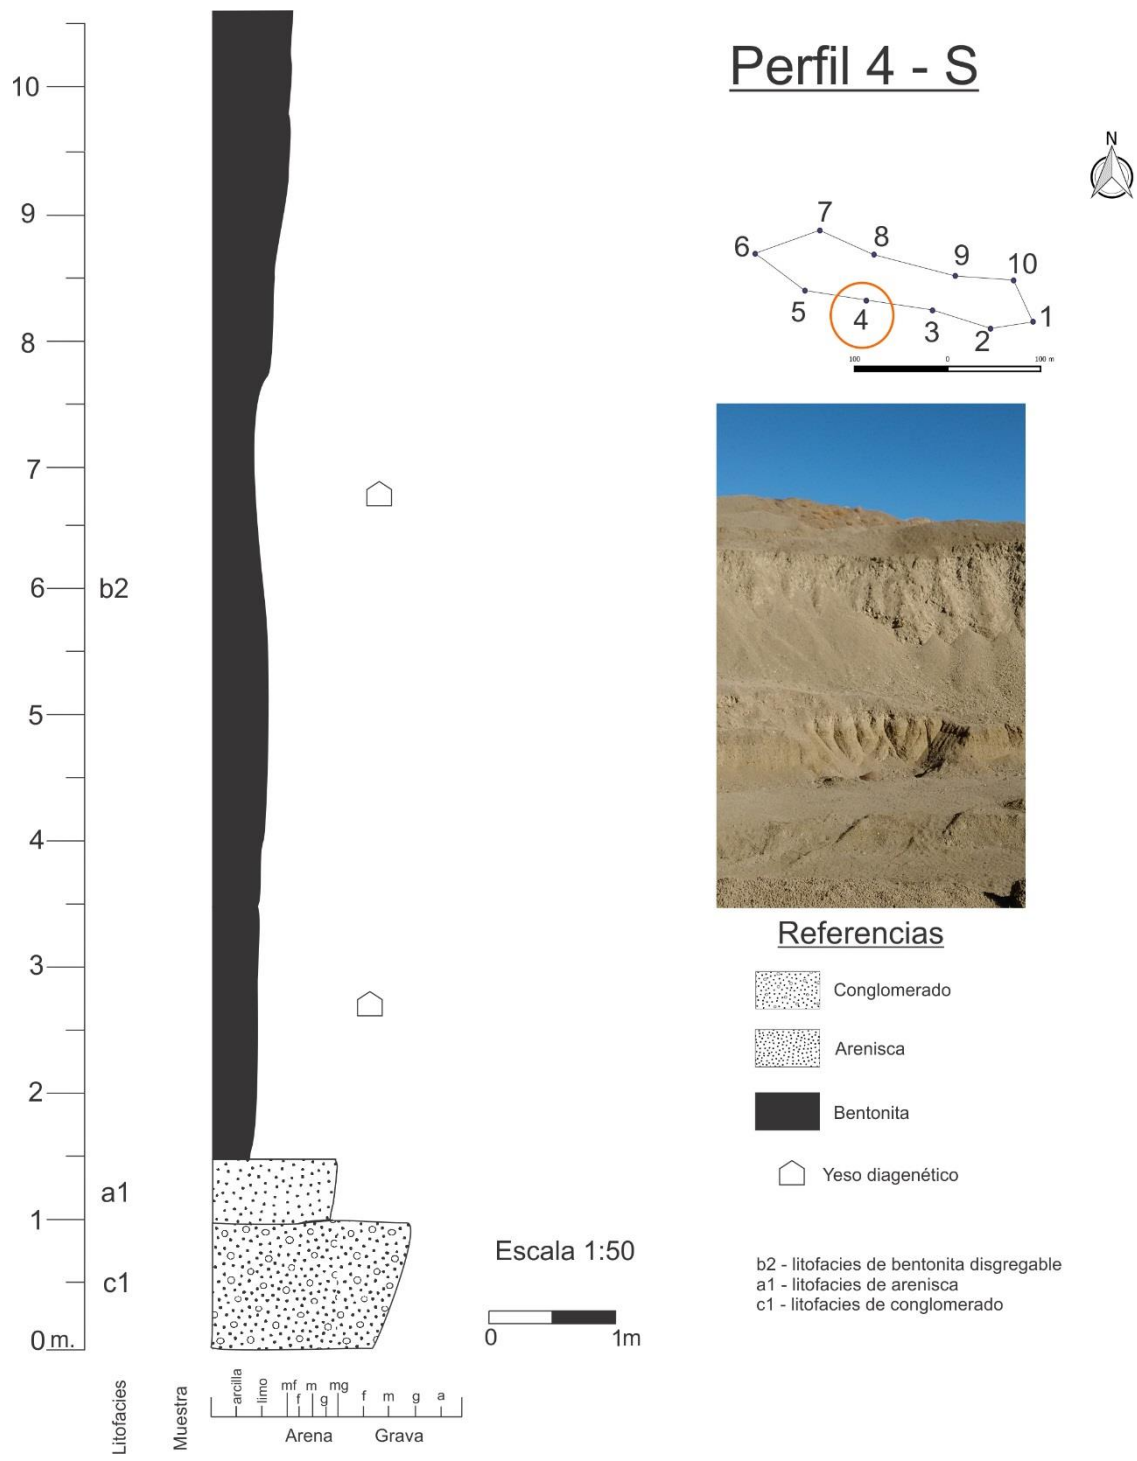 Perfil 4 - S
N
7
6
8
9
10
5
4
3
2
1
100
0
100 m
10
9
8
7
6
b2
5
4
3
2
a1
1
c1
0 m.
Referencias
Conglomerado
Arenisca
Bentonita
Yeso diagenético
Escala 1:50
0
1m
b2 - litofacies de bentonita disgregable
a1 - litofacies de arenisca
c1 - litofacies de conglomerado
Litofacies
Muestra
arcilla
limo
mf
f
m
g
mg
f
m
g
a
Arena
Grava